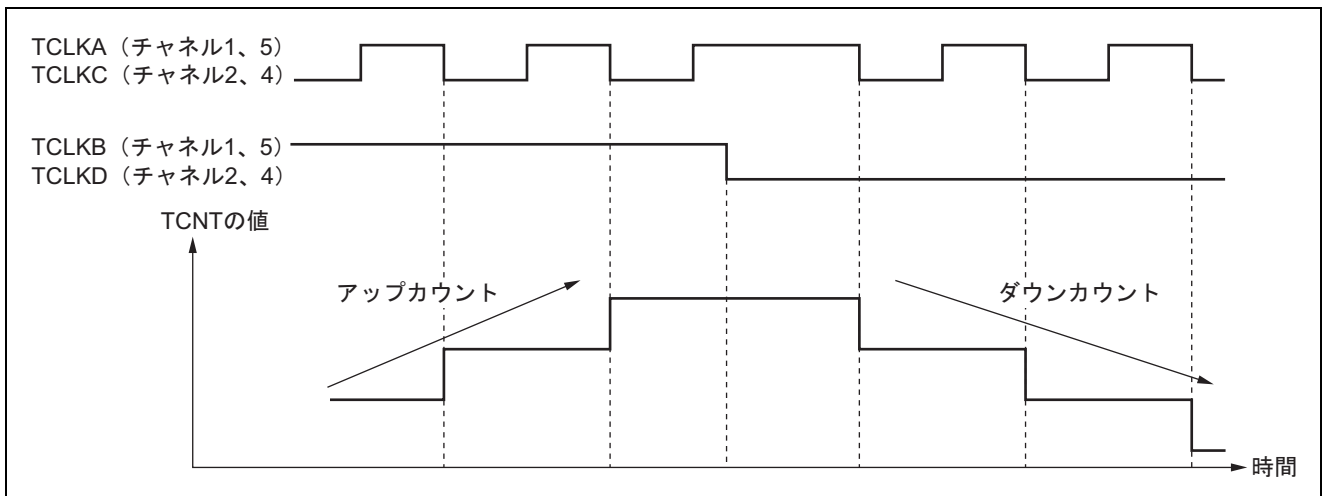 TCLKA（チャネル1、5）
TCLKC（チャネル2、4）
TCLKB（チャネル1、5）
TCLKD（チャネル2、4）
TCNTの値
アップカウント
ダウンカウント
時間